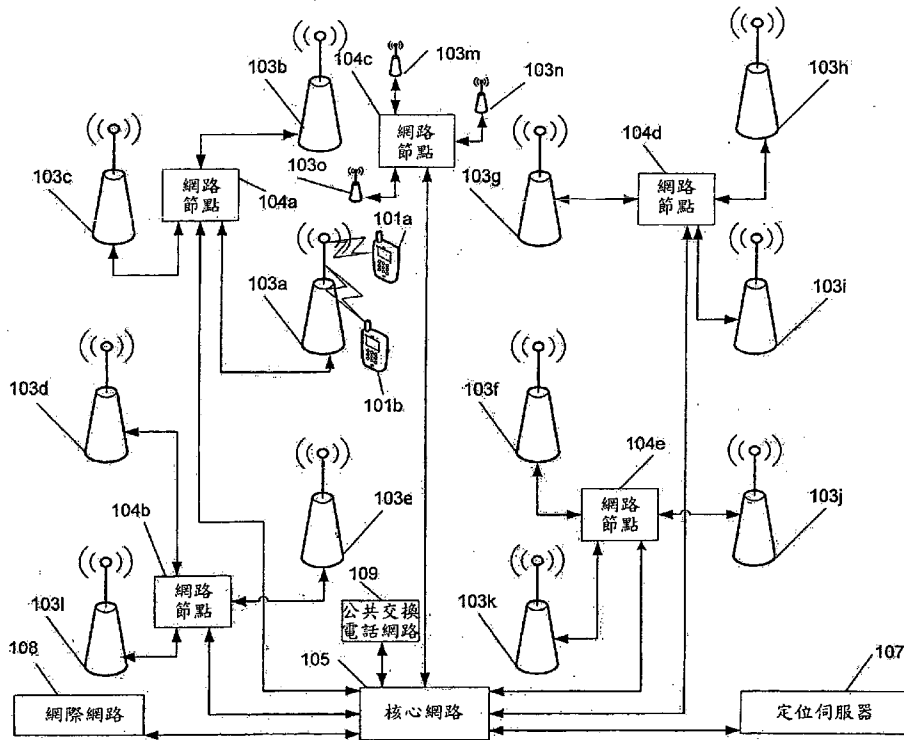 103b
104c
103m
103n
103h
網路
節點
104d
103c
網路
節點
103o
104a
103g
網路
節點
101a
103a
103i
101b
103d
103f
104e
103e
網路
節點
103j
104b
網路
節點
109
公共交換
電話網路
103l
103k
108
105
107
網際網路
核心網路
定位伺服器